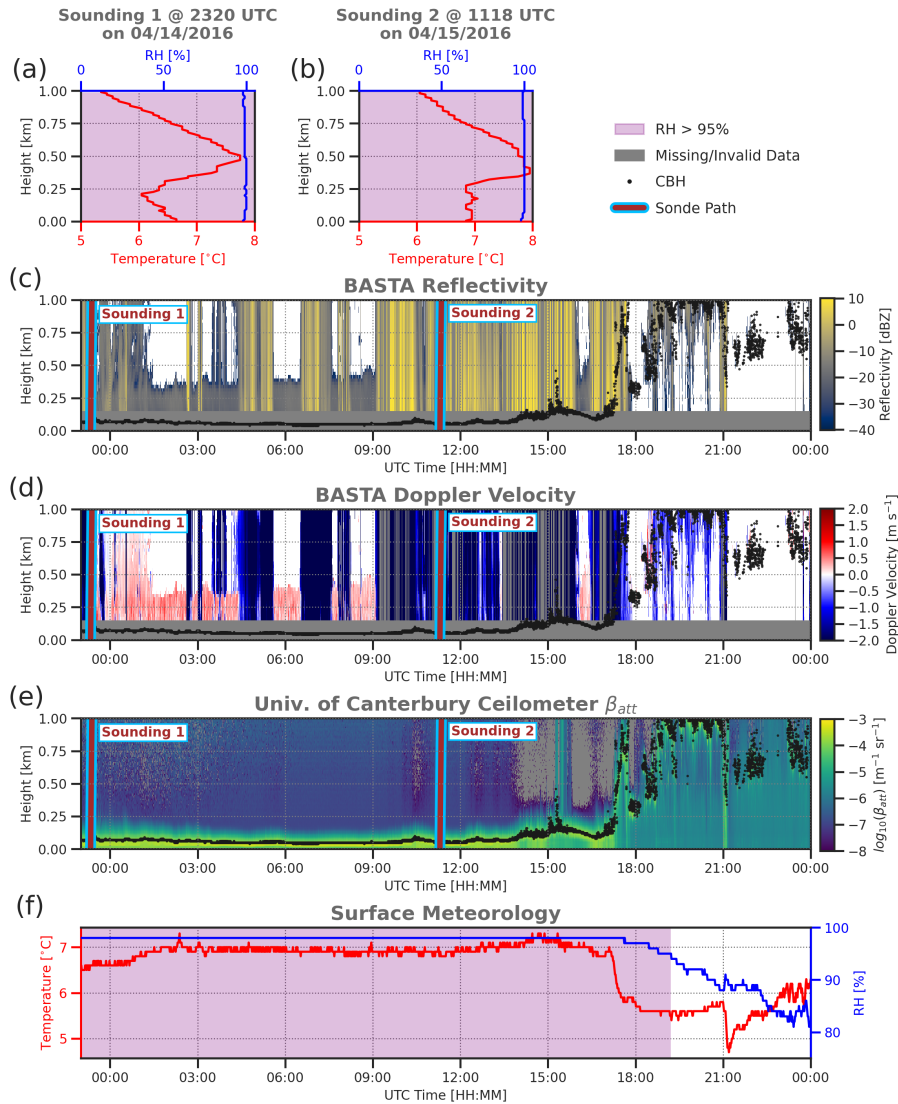 Sounding 1 @ 2320 UTC
on 04/14/2016
Sounding 2 @ 1118 UTC
on 04/15/2016
(a)
RH [%]
0 50 100
(b)
RH [%]
0 50 100
1.00
0.75
0.50
0.25
0.00
Height [km]
5 6 7 8
Temperature [°C]
1.00
0.75
0.50
0.25
0.00
Height [km]
5 6 7 8
Temperature [°C]
RH > 95%
Missing/Invalid Data
CBH
Sonde Path
(c)
BASTA Reflectivity
1.00
0.75
0.50
0.25
0.00
Height [km]
Sounding 1
Sounding 2
00:00 03:00 06:00 09:00 12:00 15:00 18:00 21:00 00:00
UTC Time [HH:MM]
10
0
−10
−20
−30
−40
Reflectivity [dBZ]
(d)
BASTA Doppler Velocity
1.00
0.75
0.50
0.25
0.00
Height [km]
Sounding 1
Sounding 2
00:00 03:00 06:00 09:00 12:00 15:00 18:00 21:00 00:00
UTC Time [HH:MM]
2.0
1.5
1.0
0.5
0.0
−0.5
−1.0
−1.5
−2.0
Doppler Velocity [m s⁻¹]
(e)
Univ. of Canterbury Ceilometer βatt
1.00
0.75
0.50
0.25
0.00
Height [km]
Sounding 1
Sounding 2
00:00 03:00 06:00 09:00 12:00 15:00 18:00 21:00 00:00
UTC Time [HH:MM]
−3
−4
−5
−6
−7
−8
log₁₀(βatt) [m⁻¹ sr⁻¹]
(f)
Surface Meteorology
7
6
5
Temperature [°C]
100
90
80
RH [%]
00:00 03:00 06:00 09:00 12:00 15:00 18:00 21:00 00:00
UTC Time [HH:MM]